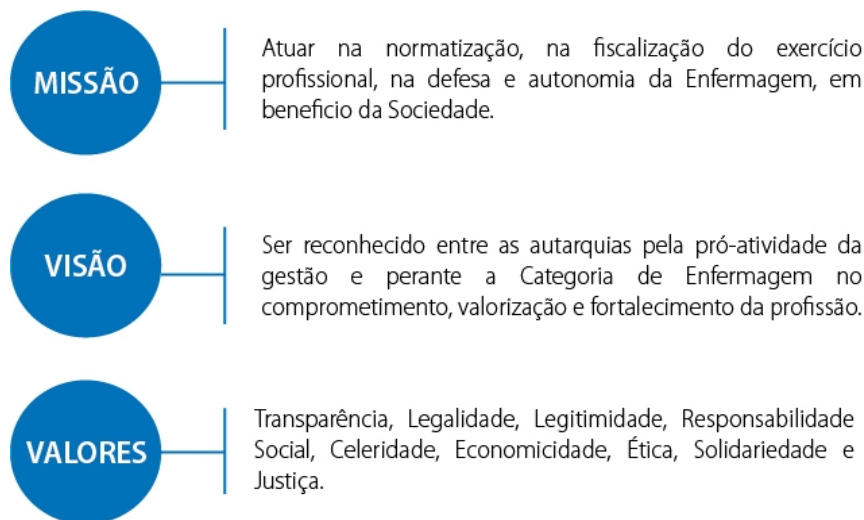 MISSÃO
Atuar na normatização, na fiscalização do exercício
profissional, na defesa e autonomia da Enfermagem, em
beneficio da Sociedade.
VISÃO
Ser reconhecido entre as autarquias pela pró-atividade da
gestão e perante a Categoria de Enfermagem no
comprometimento, valorização e fortalecimento da profissão.
VALORES
Transparência, Legalidade, Legitimidade, Responsabilidade
Social, Celeridade, Economicidade, Ética, Solidariedade e
Justiça.